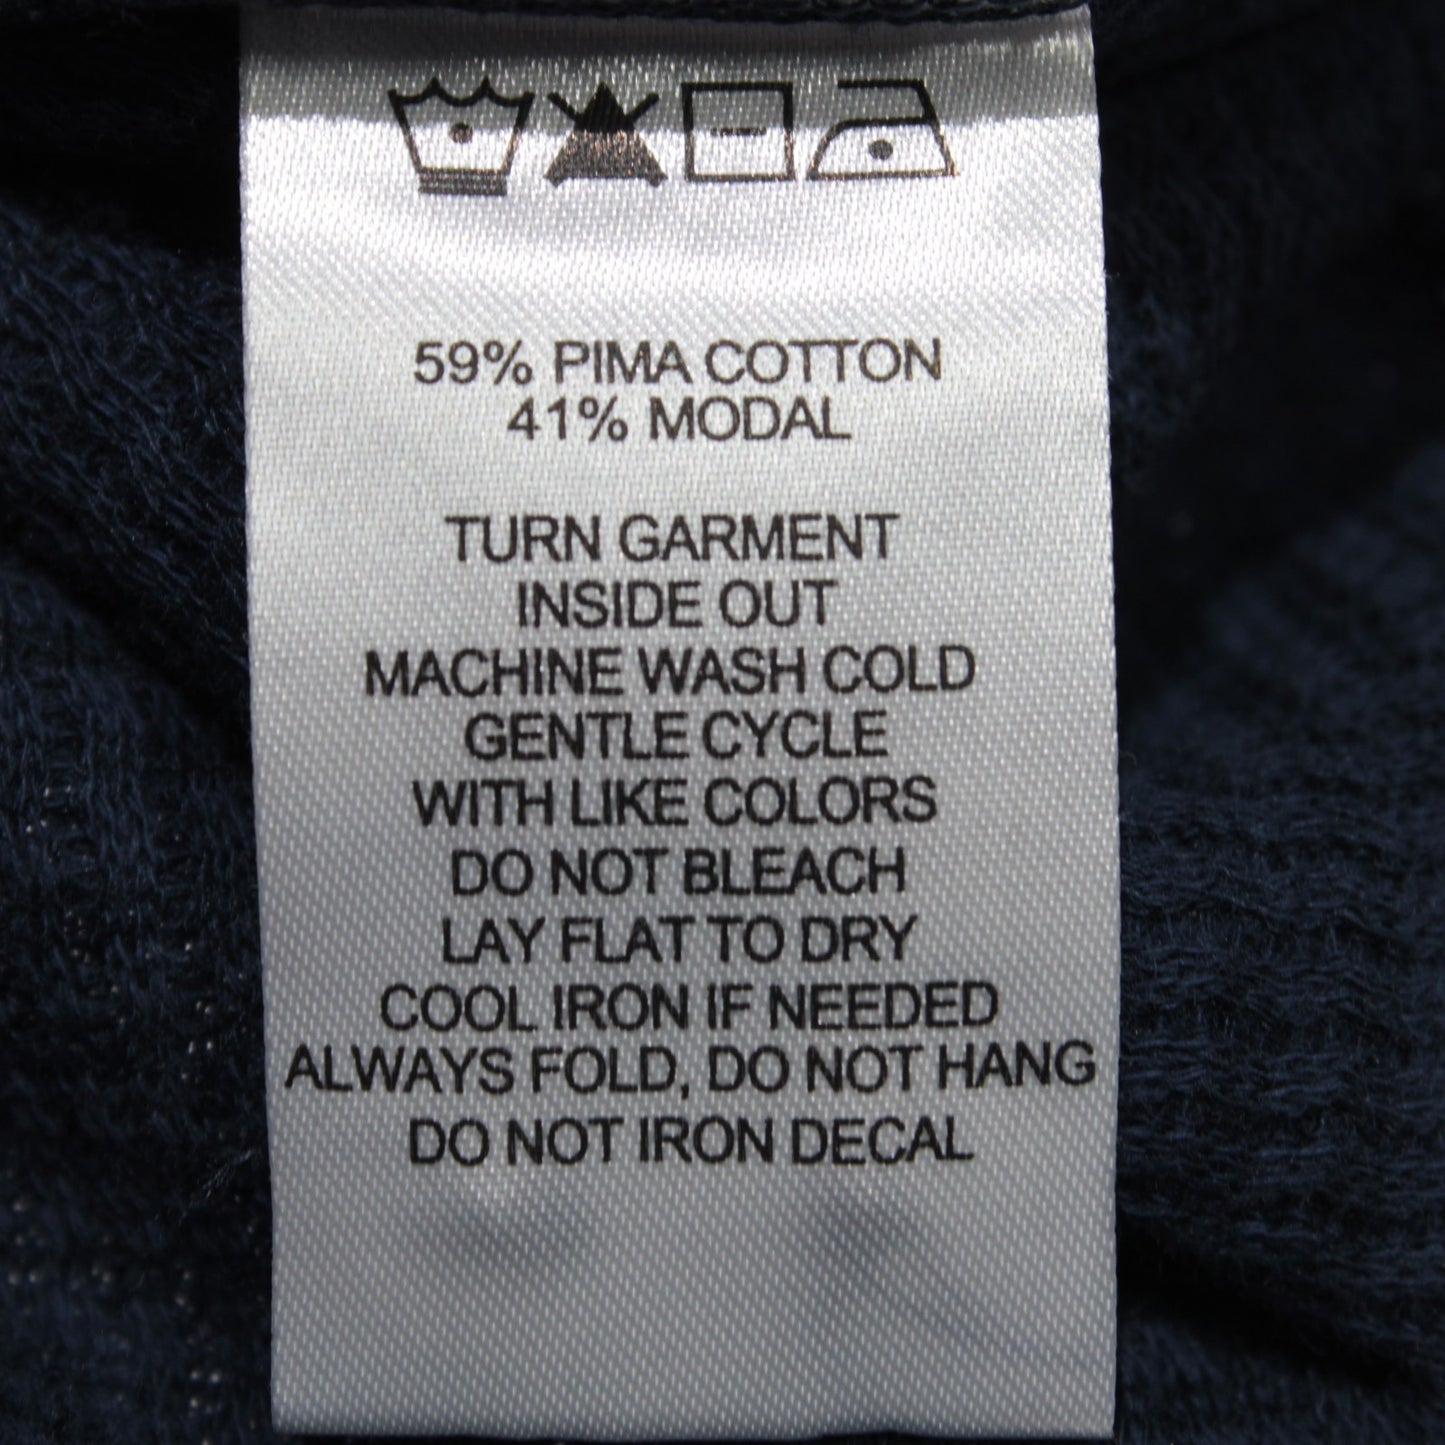 59% PIMA COTTON
41% MODAL
TURN GARMENT
INSIDE OUT
MACHINE WASH COLD
GENTLE CYCLE
WITH LIKE COLORS
DO NOT BLEACH
LAY FLAT TO DRY
COOL IRON IF NEEDED
ALWAYS FOLD, DO NOT HANG
DO NOT IRON DECAL